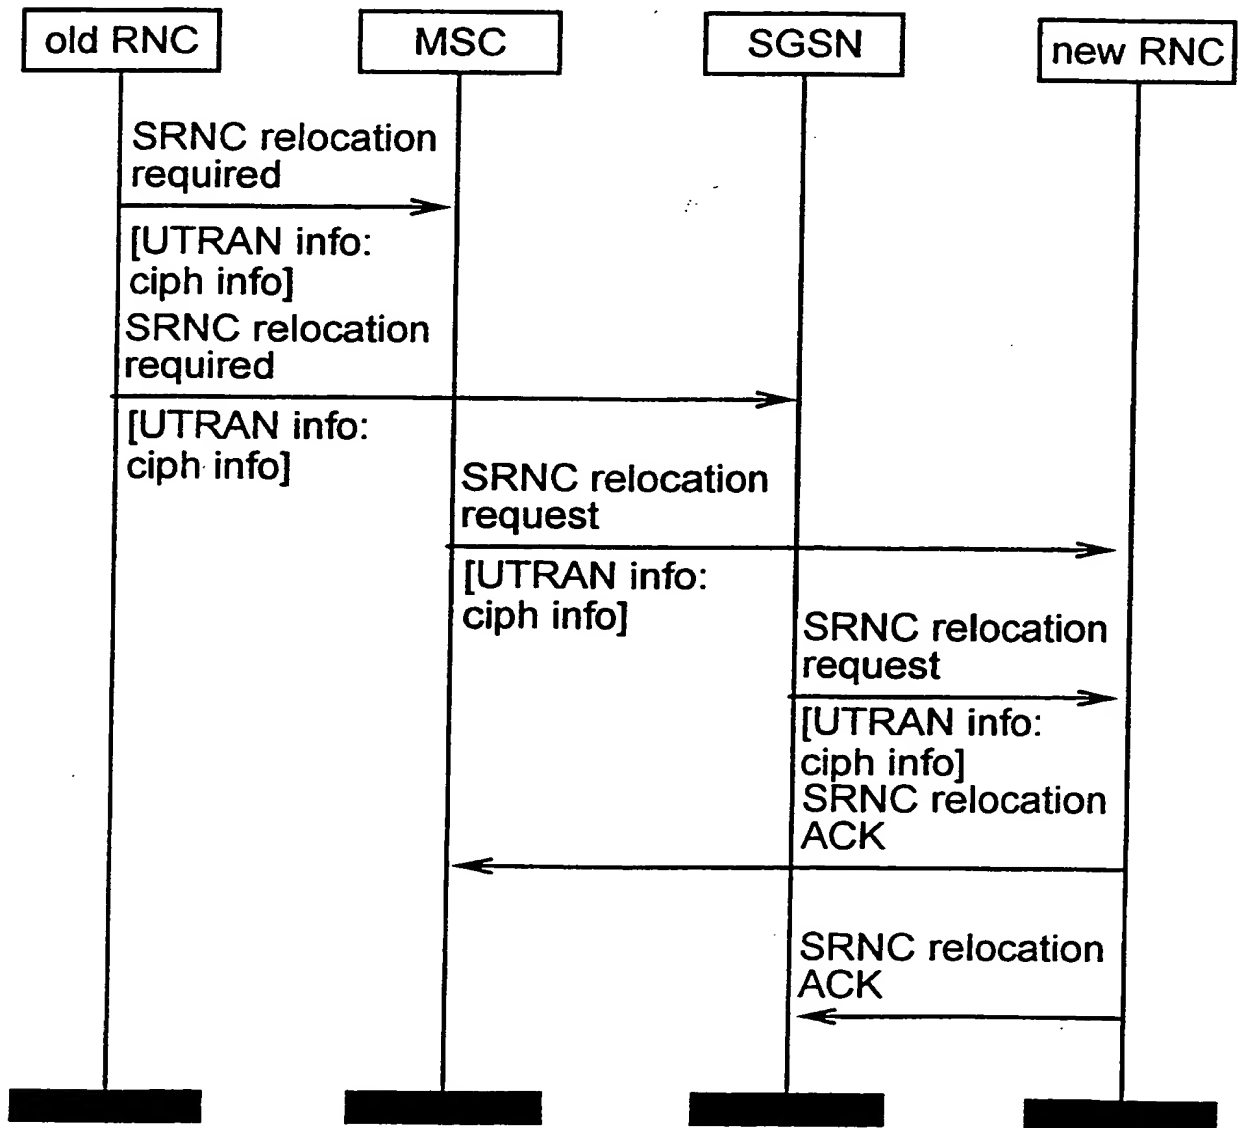 old RNC
MSC
SGSN
new RNC
SRNC relocation
required
[UTRAN info:
ciph info]
SRNC relocation
required
[UTRAN info:
ciph info]
SRNC relocation
request
[UTRAN info:
ciph info]
SRNC relocation
request
[UTRAN info:
ciph info]
SRNC relocation
ACK
SRNC relocation
ACK